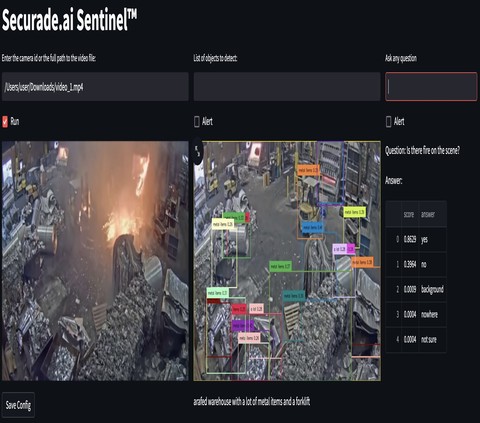 Securade.ai Sentinel™
Enter the camera id or the full path to the video file:
List of objects to detect:
Ask any question
/Users/user/Downloads/video_1.mp4
Run
Alert
Alert
Question: Is there fire on the scene?
Answer:
score answer
0 0.8629 yes
1 0.3964 no
2 0.0009 background
3 0.0004 nowhere
4 0.0004 not sure
arafed warehouse with a lot of metal items and a forklift
Save Config